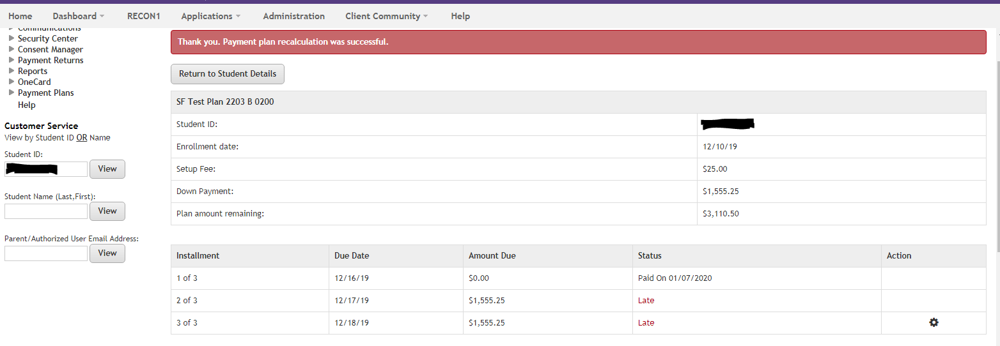 Home Dashboard RECON1 Applications Administration Client Community Help
Communications
Security Center
Consent Manager
Payment Returns
Reports
OneCard
Payment Plans
Help
Customer Service
View by Student ID OR Name
Student ID:
View
Student Name (Last,First):
View
Parent/Authorized User Email Address:
View
Thank you. Payment plan recalculation was successful.
Return to Student Details
SF Test Plan 2203 B 0200
Student ID:
Enrollment date: 12/10/19
Setup Fee: $25.00
Down Payment: $1,555.25
Plan amount remaining: $3,110.50
Installment Due Date Amount Due Status Action
1 of 3 12/16/19 $0.00 Paid On 01/07/2020
2 of 3 12/17/19 $1,555.25 Late
3 of 3 12/18/19 $1,555.25 Late